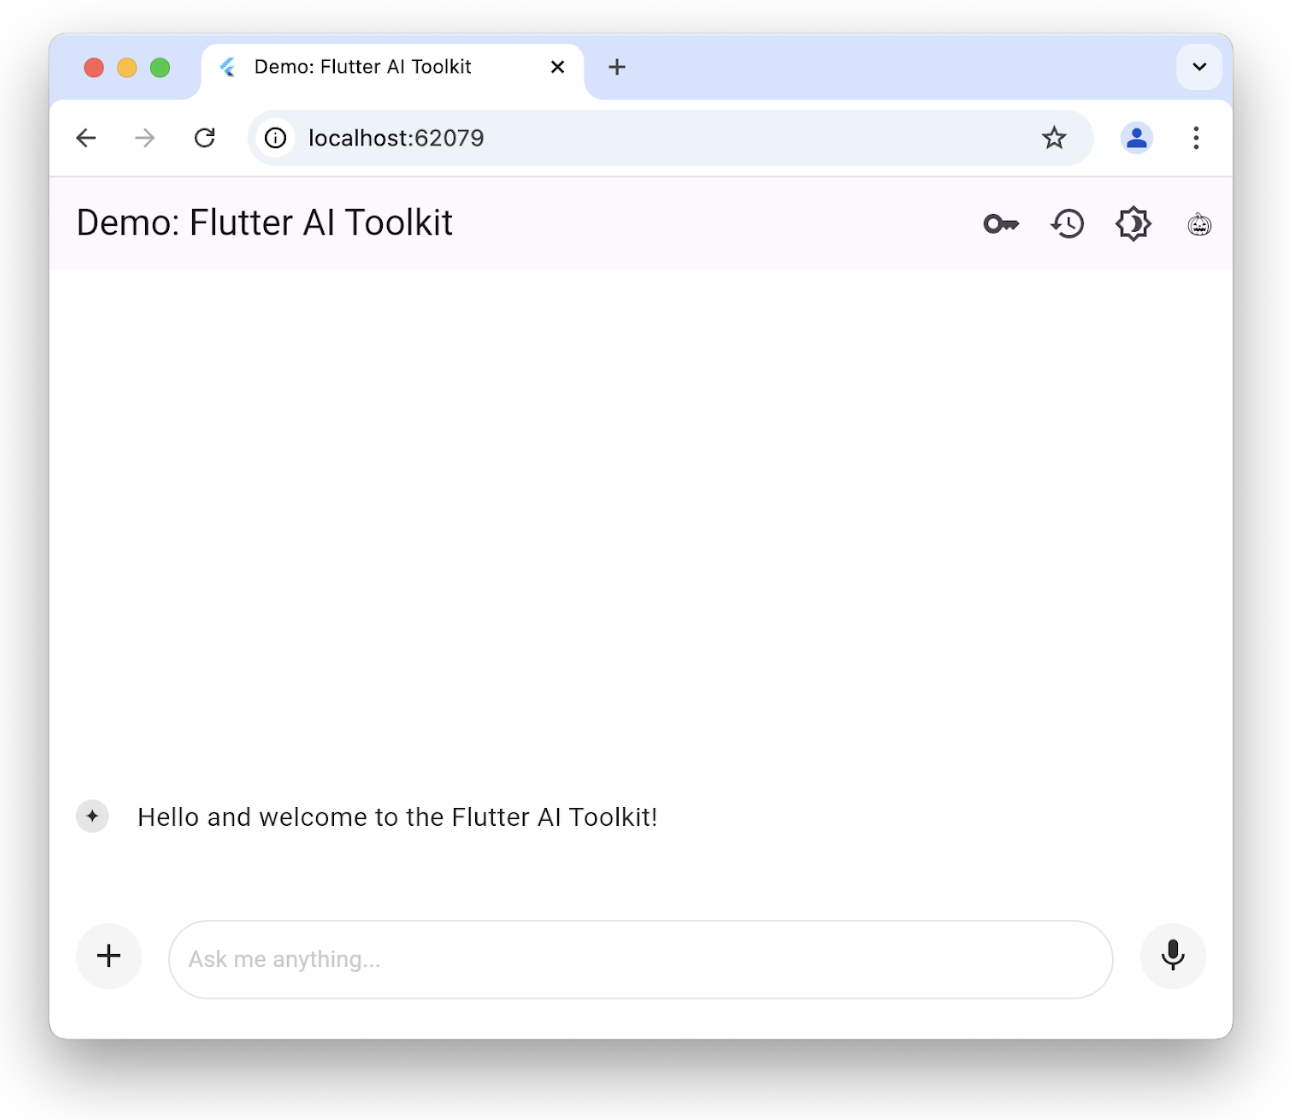 Demo: Flutter AI Toolkit
localhost:62079
Demo: Flutter AI Toolkit
Hello and welcome to the Flutter AI Toolkit!
Ask me anything...